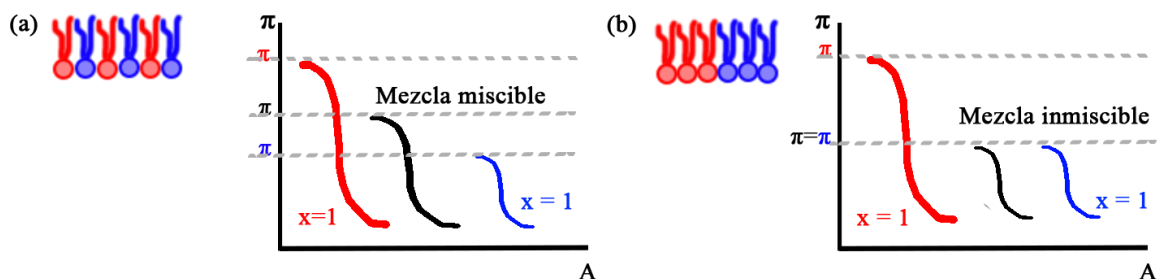 (a)
π
π
π
π
Mezcla miscible
x=1
x = 1
A
(b)
π
π
π=π
Mezcla inmiscible
x = 1
x = 1
A